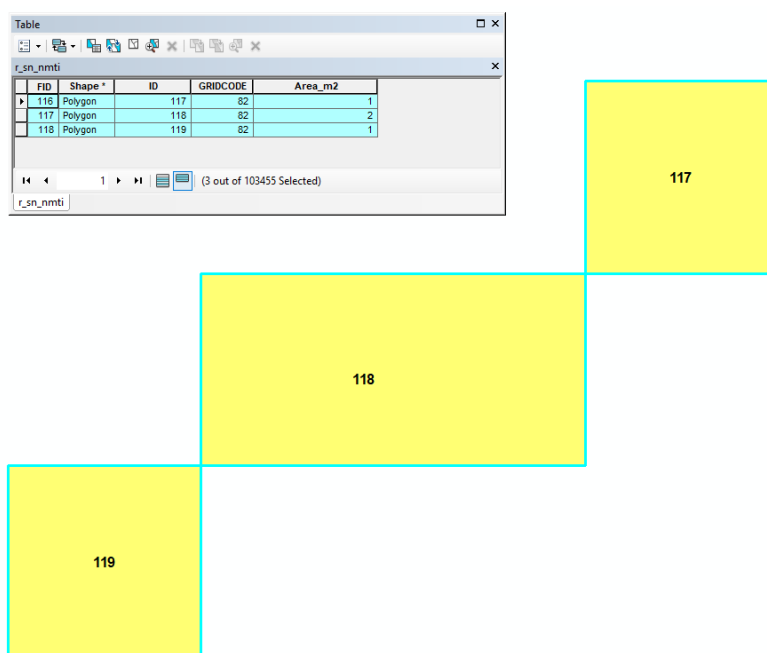 Table
r_sn_nmti
FID Shape * ID GRIDCODE Area_m2
116 Polygon 117 82 1
117 Polygon 118 82 2
118 Polygon 119 82 1
1 (3 out of 103455 Selected)
r_sn_nmti
117
118
119